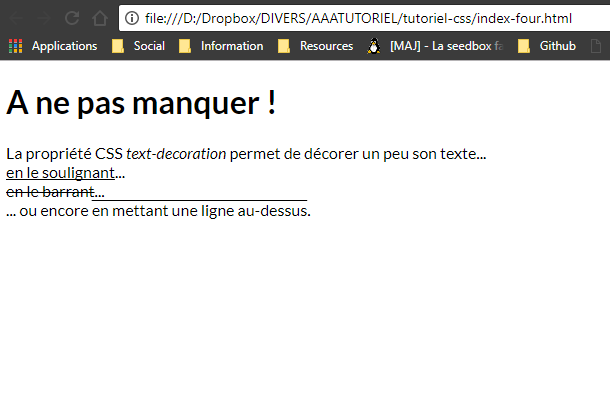 file:///D:/Dropbox/DIVERS/AAATUTORIEL/tutoriel-css/index-four.html
Applications Social Information Resources [MAJ] - La seedbox fa Github
A ne pas manquer !
La propriété CSS text-decoration permet de décorer un peu son texte...
en le soulignant...
en le barrant...
... ou encore en mettant une ligne au-dessus.